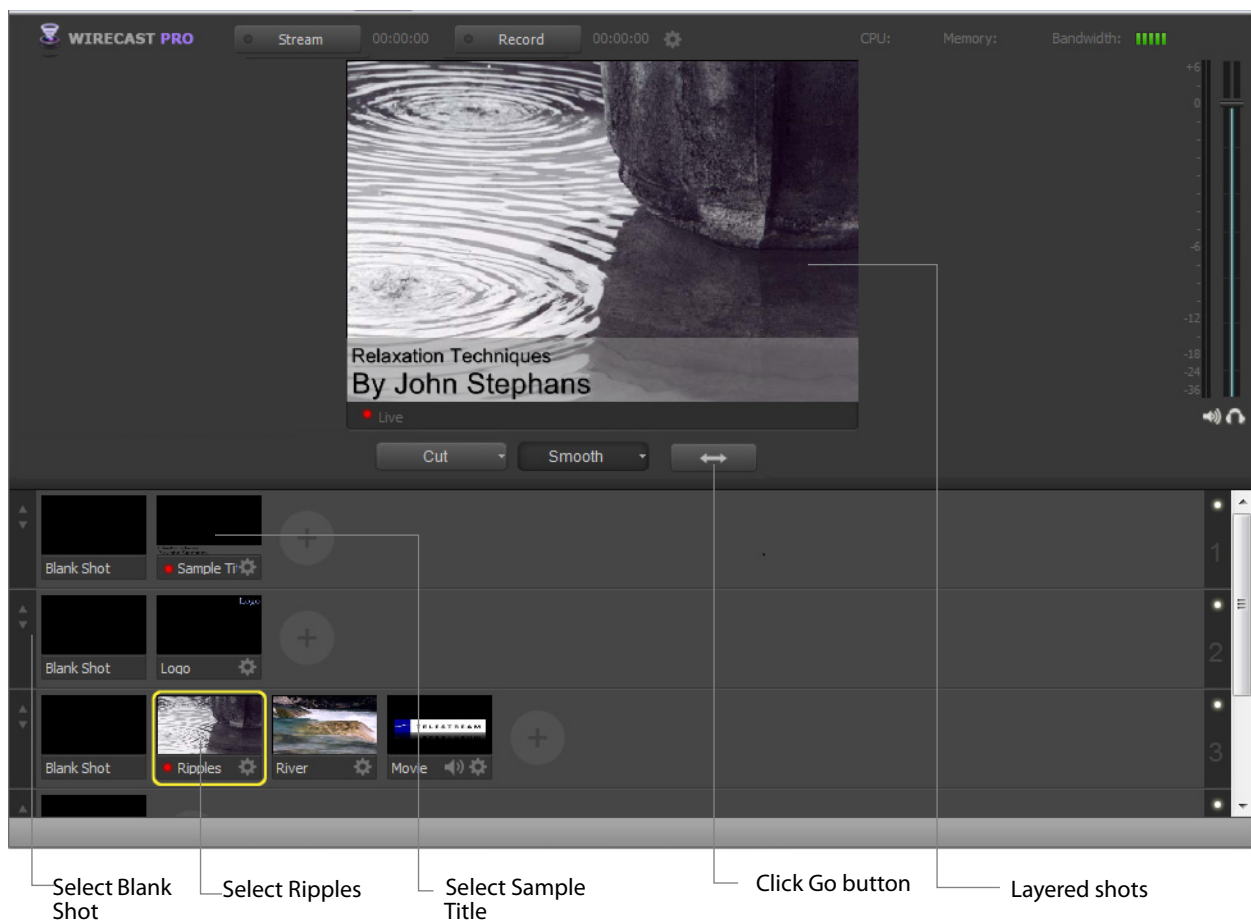 WIRECAST PRO Stream 00:00:00 Record 00:00:00 CPU: Memory: Bandwidth:
+6
0
-6
-12
-18
-24
-36
Relaxation Techniques
By John Stephans
Live
Cut Smooth
1
Blank Shot Sample Ti
Logo
2
Blank Shot Logo
TELESTREAM
3
Blank Shot Ripples River Movie
Select Blank Shot
Select Ripples
Select Sample Title
Click Go button
Layered shots